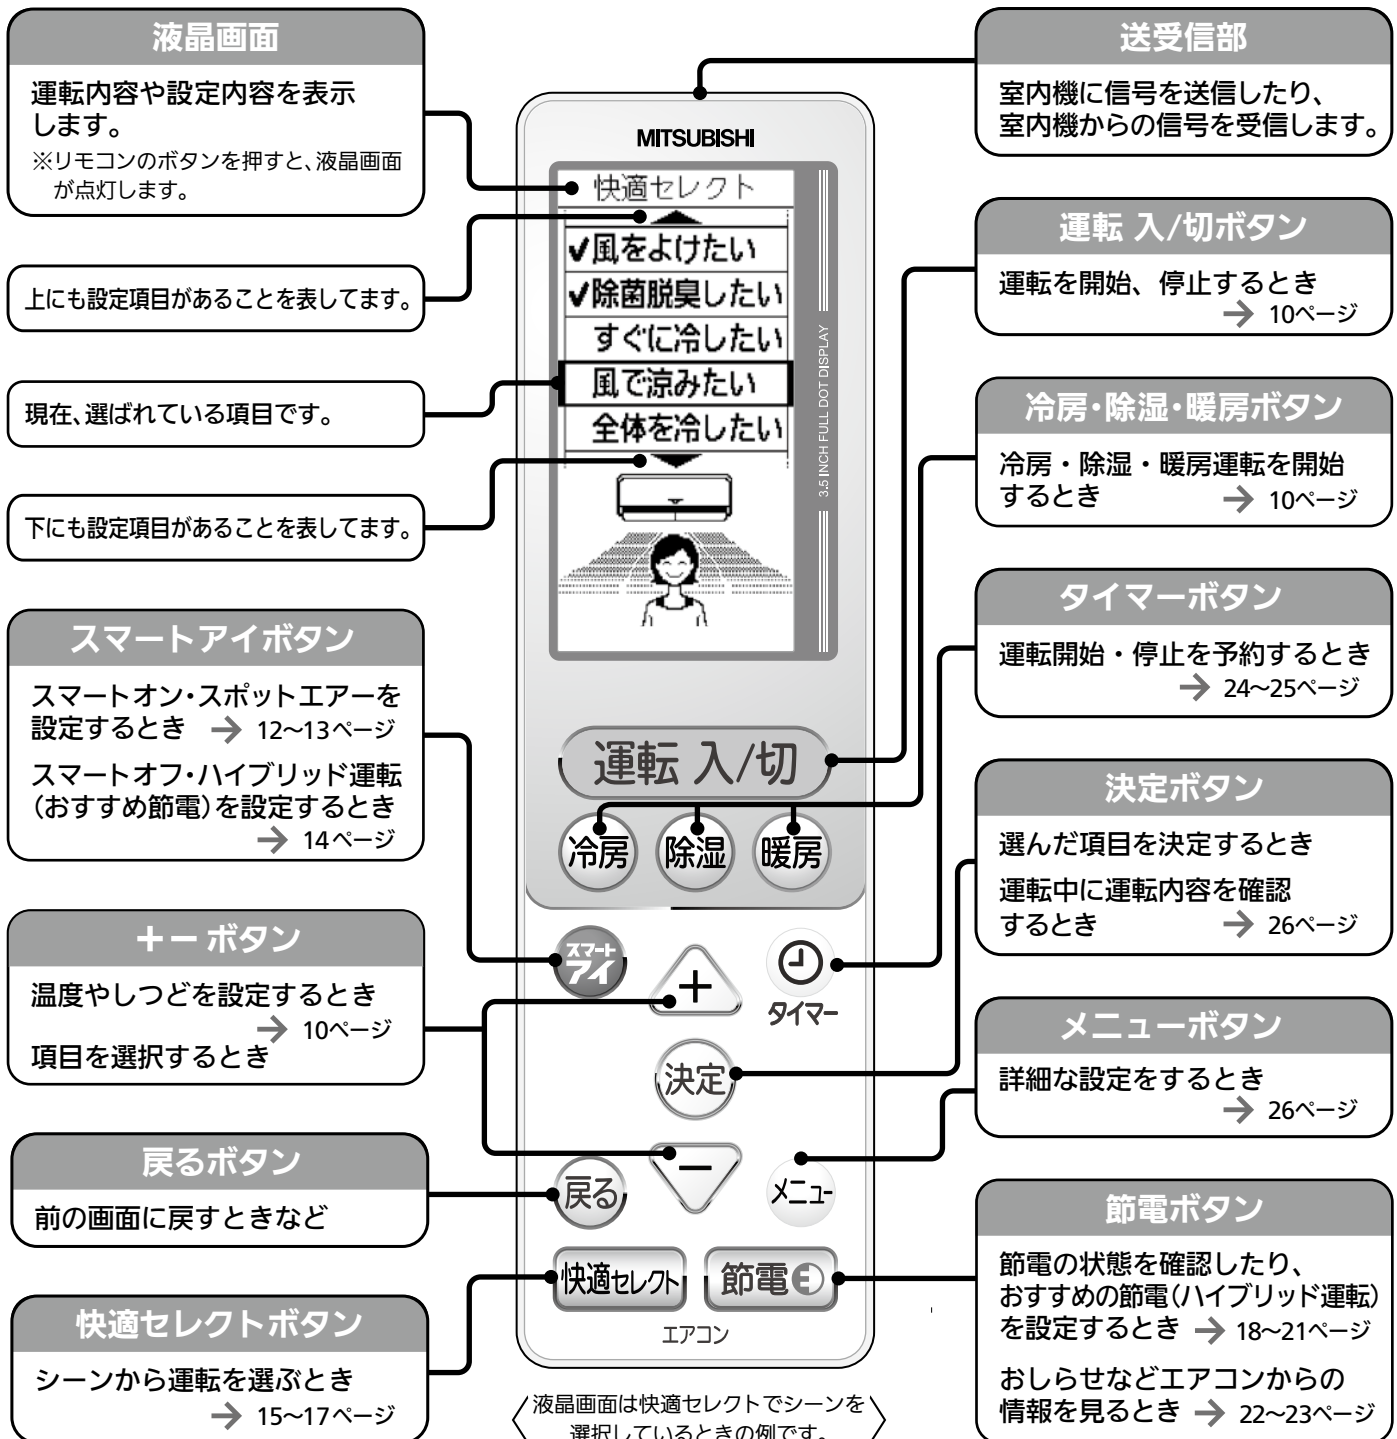 液晶画面
運転内容や設定内容を表示
します。
※リモコンのボタンを押すと、液晶画面
が点灯します。
上にも設定項目があることを表してます。
現在、選ばれている項目です。
下にも設定項目があることを表してます。
スマートアイボタン
スマートオン・スポットエアーを
設定するとき → 12～13ページ
スマートオフ・ハイブリッド運転
(おすすめ節電)を設定するとき
→ 14ページ
＋－ボタン
温度やしつどを設定するとき
→ 10ページ
項目を選択するとき
戻るボタン
前の画面に戻すときなど
快適セレクトボタン
シーンから運転を選ぶとき
→ 15～17ページ
MITSUBISHI
快適セレクト
✓風をよけたい
✓除菌脱臭したい
すぐに冷したい
風で涼みたい
全体を冷したい
3.5 INCH FULL DOT DISPLAY
運転 入/切
冷房 除湿 暖房
スマート
アイ
＋
タイマー
決定
戻る
－
メニュー
快適セレクト 節電
エアコン
液晶画面は快適セレクトでシーンを
選択しているときの例です。
送受信部
室内機に信号を送信したり、
室内機からの信号を受信します。
運転 入/切ボタン
運転を開始、停止するとき
→ 10ページ
冷房・除湿・暖房ボタン
冷房・除湿・暖房運転を開始
するとき → 10ページ
タイマーボタン
運転開始・停止を予約するとき
→ 24～25ページ
決定ボタン
選んだ項目を決定するとき
運転中に運転内容を確認
するとき → 26ページ
メニューボタン
詳細な設定をするとき
→ 26ページ
節電ボタン
節電の状態を確認したり、
おすすめの節電(ハイブリッド運転)
を設定するとき → 18～21ページ
おしらせなどエアコンからの
情報を見るとき → 22～23ページ